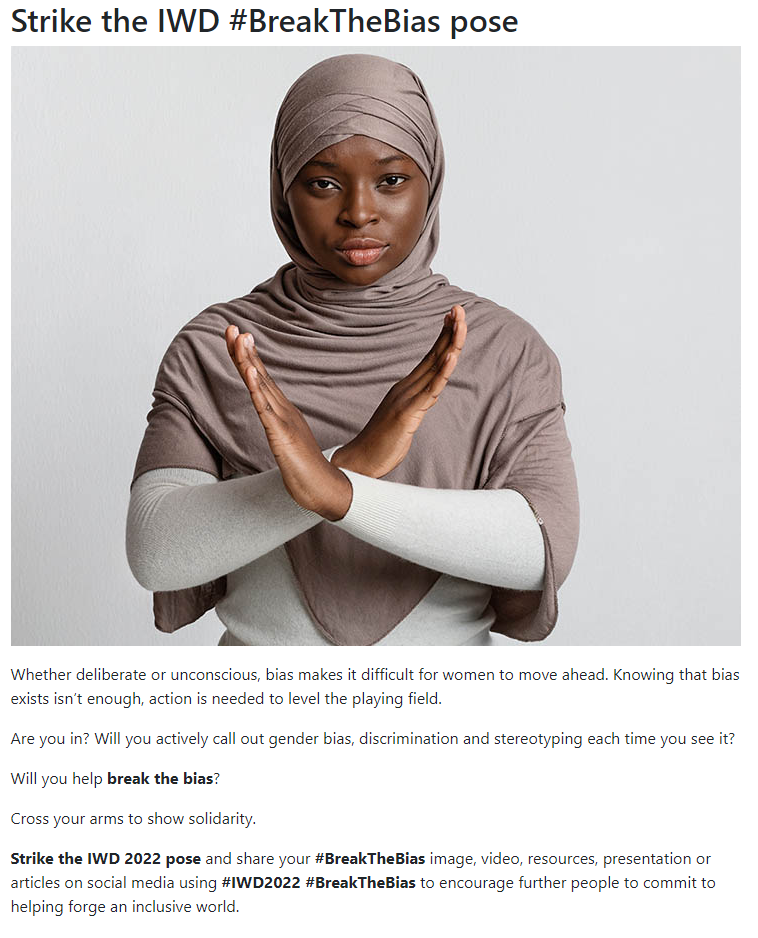 Strike the IWD #BreakTheBias pose
Whether deliberate or unconscious, bias makes it difficult for women to move ahead. Knowing that bias
exists isn't enough, action is needed to level the playing field.
Are you in? Will you actively call out gender bias, discrimination and stereotyping each time you see it?
Will you help break the bias?
Cross your arms to show solidarity.
Strike the IWD 2022 pose and share your #BreakTheBias image, video, resources, presentation or
articles on social media using #IWD2022 #BreakTheBias to encourage further people to commit to
helping forge an inclusive world.